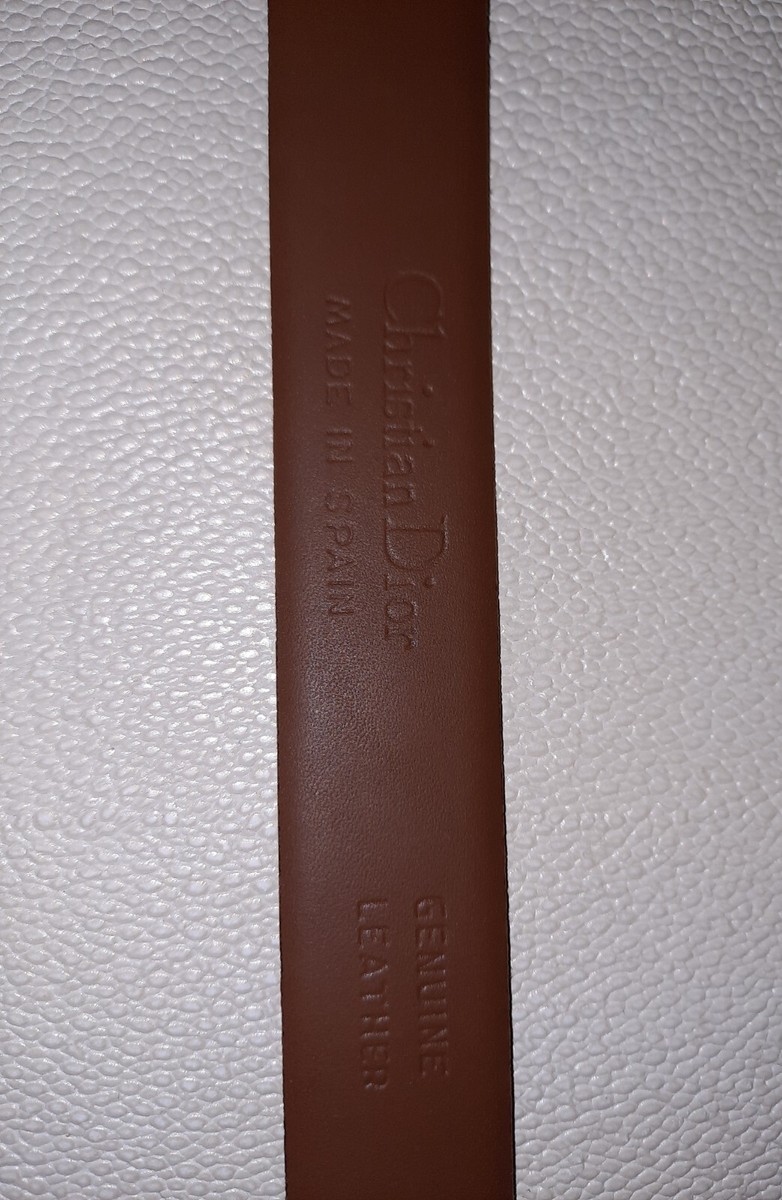 Christian Dior
MADE IN SPAIN
GENUINE
LEATHER